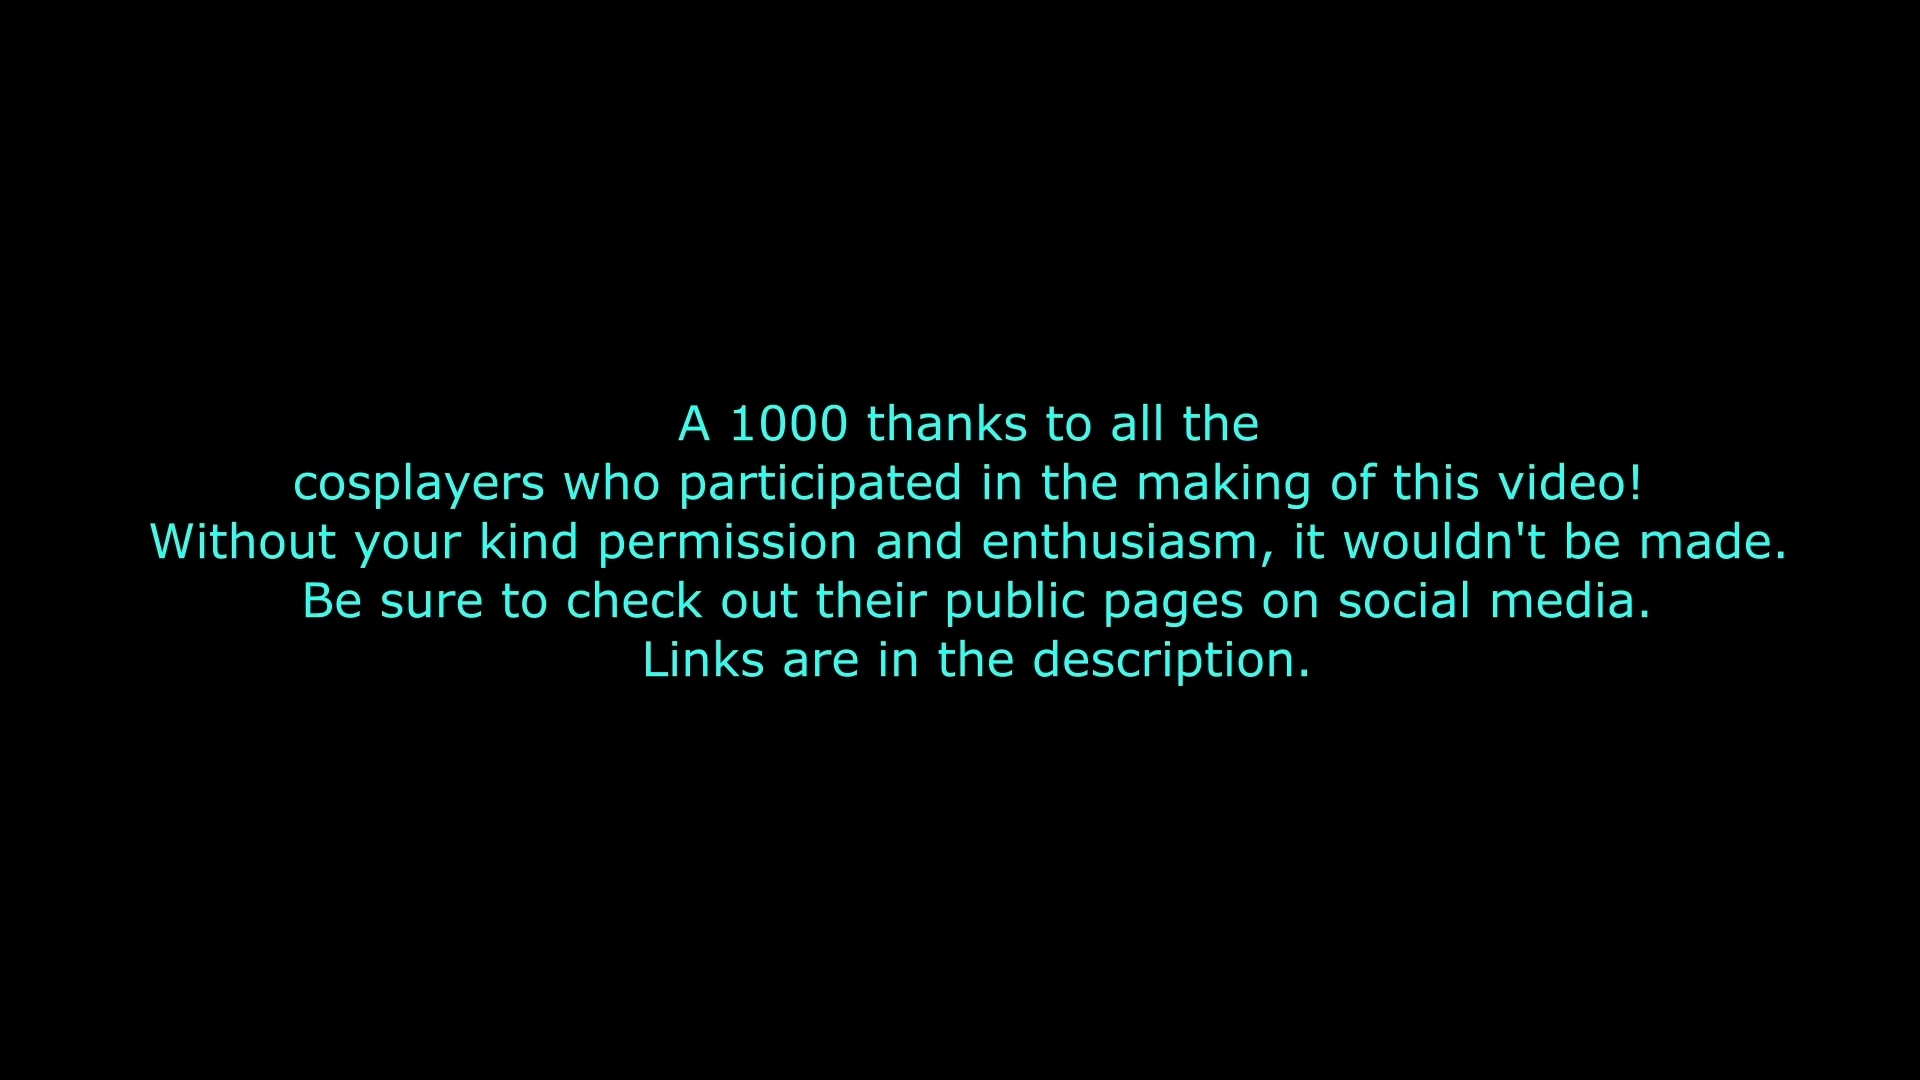 A 1000 thanks to all the
cosplayers who participated in the making of this video!
Without your kind permission and enthusiasm, it wouldn't be made.
Be sure to check out their public pages on social media.
Links are in the description.